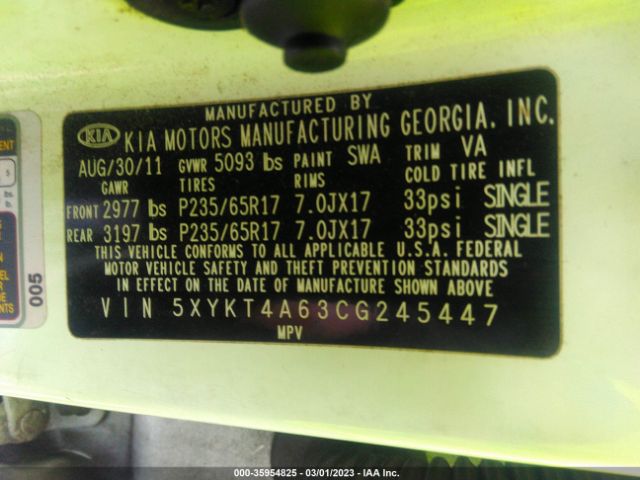 MANUFACTURED BY
KIA KIA MOTORS MANUFACTURING GEORGIA, INC.
AUG/30/11 GVWR 5093 lbs PAINT SWA TRIM VA
GAWR TIRES RIMS COLD TIRE INFL
FRONT 2977 lbs P235/65R17 7.0JX17 33psi SINGLE
REAR 3197 lbs P235/65R17 7.0JX17 33psi SINGLE
THIS VEHICLE CONFORMS TO ALL APPLICABLE U.S.A. FEDERAL
MOTOR VEHICLE SAFETY AND THEFT PREVENTION STANDARDS
IN EFFECT ON THE DATE OF MANUFACTURE SHOWN ABOVE
VIN 5XYKT4A63CG245447
MPV
005
000-35954825 - 03/01/2023 - IAA Inc.